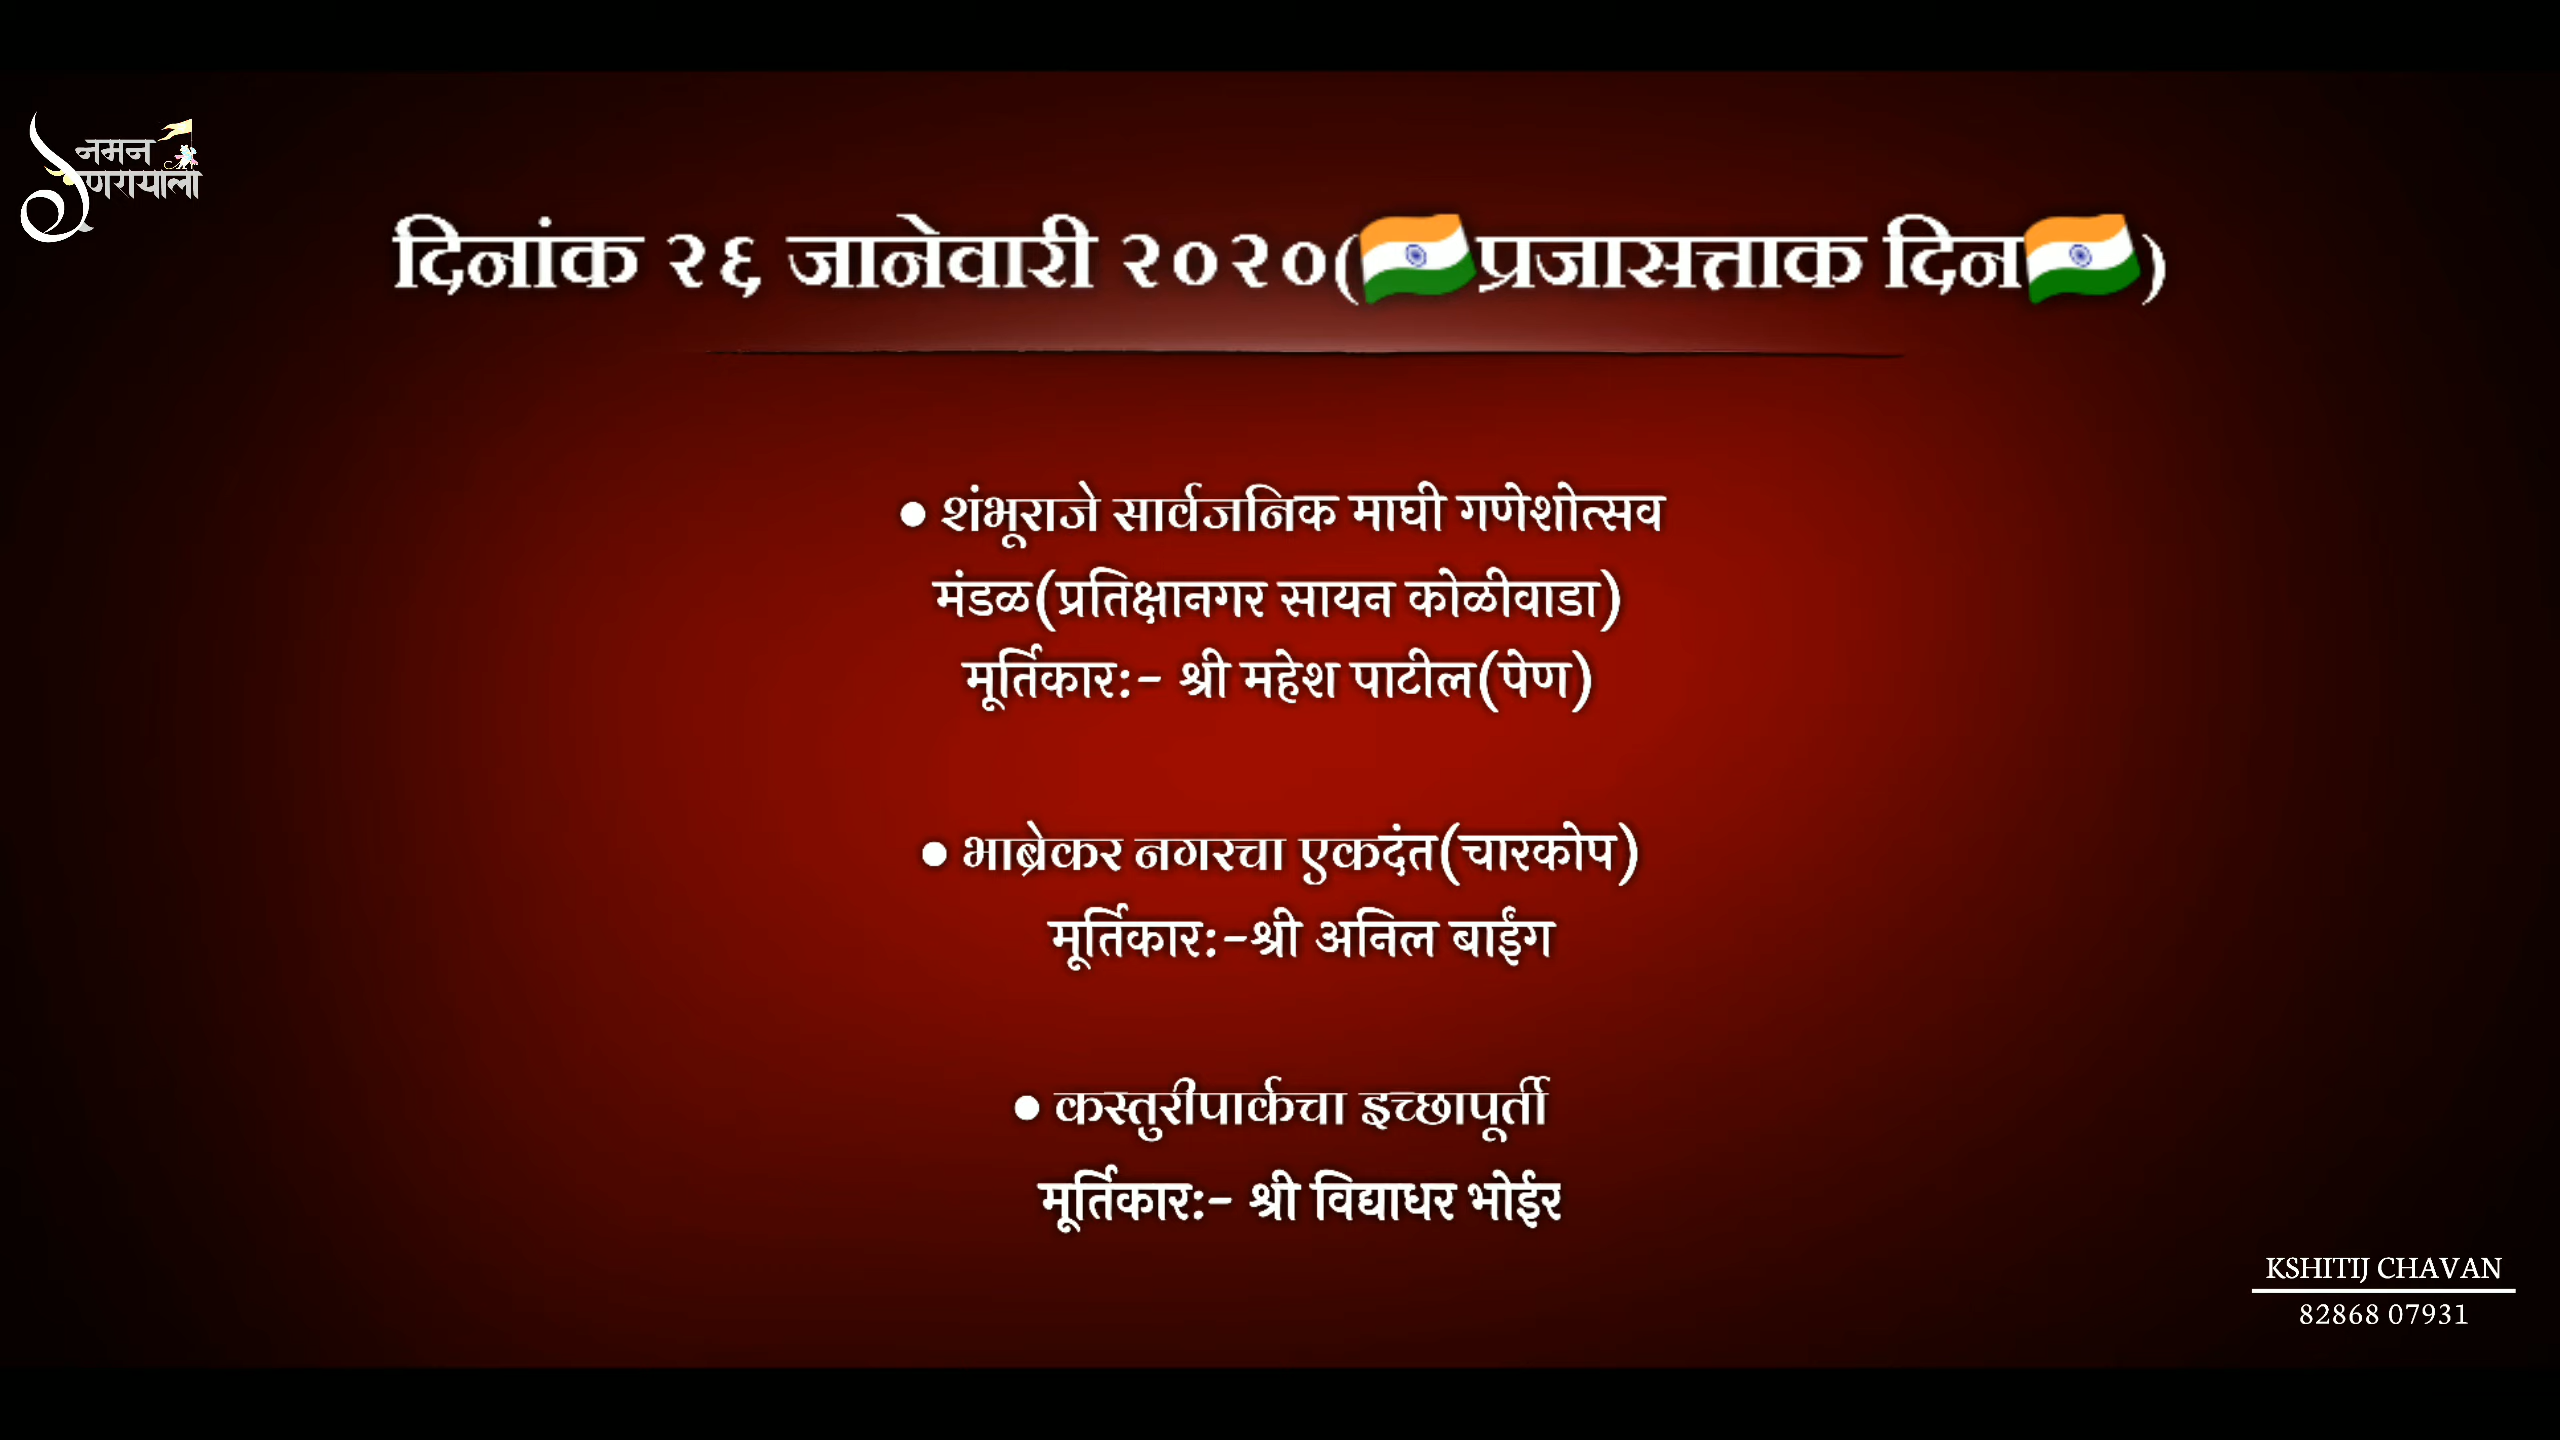 नमन
गणरायाला
दिनांक २६ जानेवारी २०२०(🇮🇳प्रजासत्ताक दिन🇮🇳)
● शंभूराजे सार्वजनिक माघी गणेशोत्सव
मंडळ(प्रतिक्षानगर सायन कोळीवाडा)
मूर्तिकार:- श्री महेश पाटील(पेण)
● भाब्रेकर नगरचा एकदंत(चारकोप)
मूर्तिकार:-श्री अनिल बाईंग
● कस्तुरीपार्कचा इच्छापूर्ती
मूर्तिकार:- श्री विद्याधर भोईर
KSHITIJ CHAVAN
82868 07931